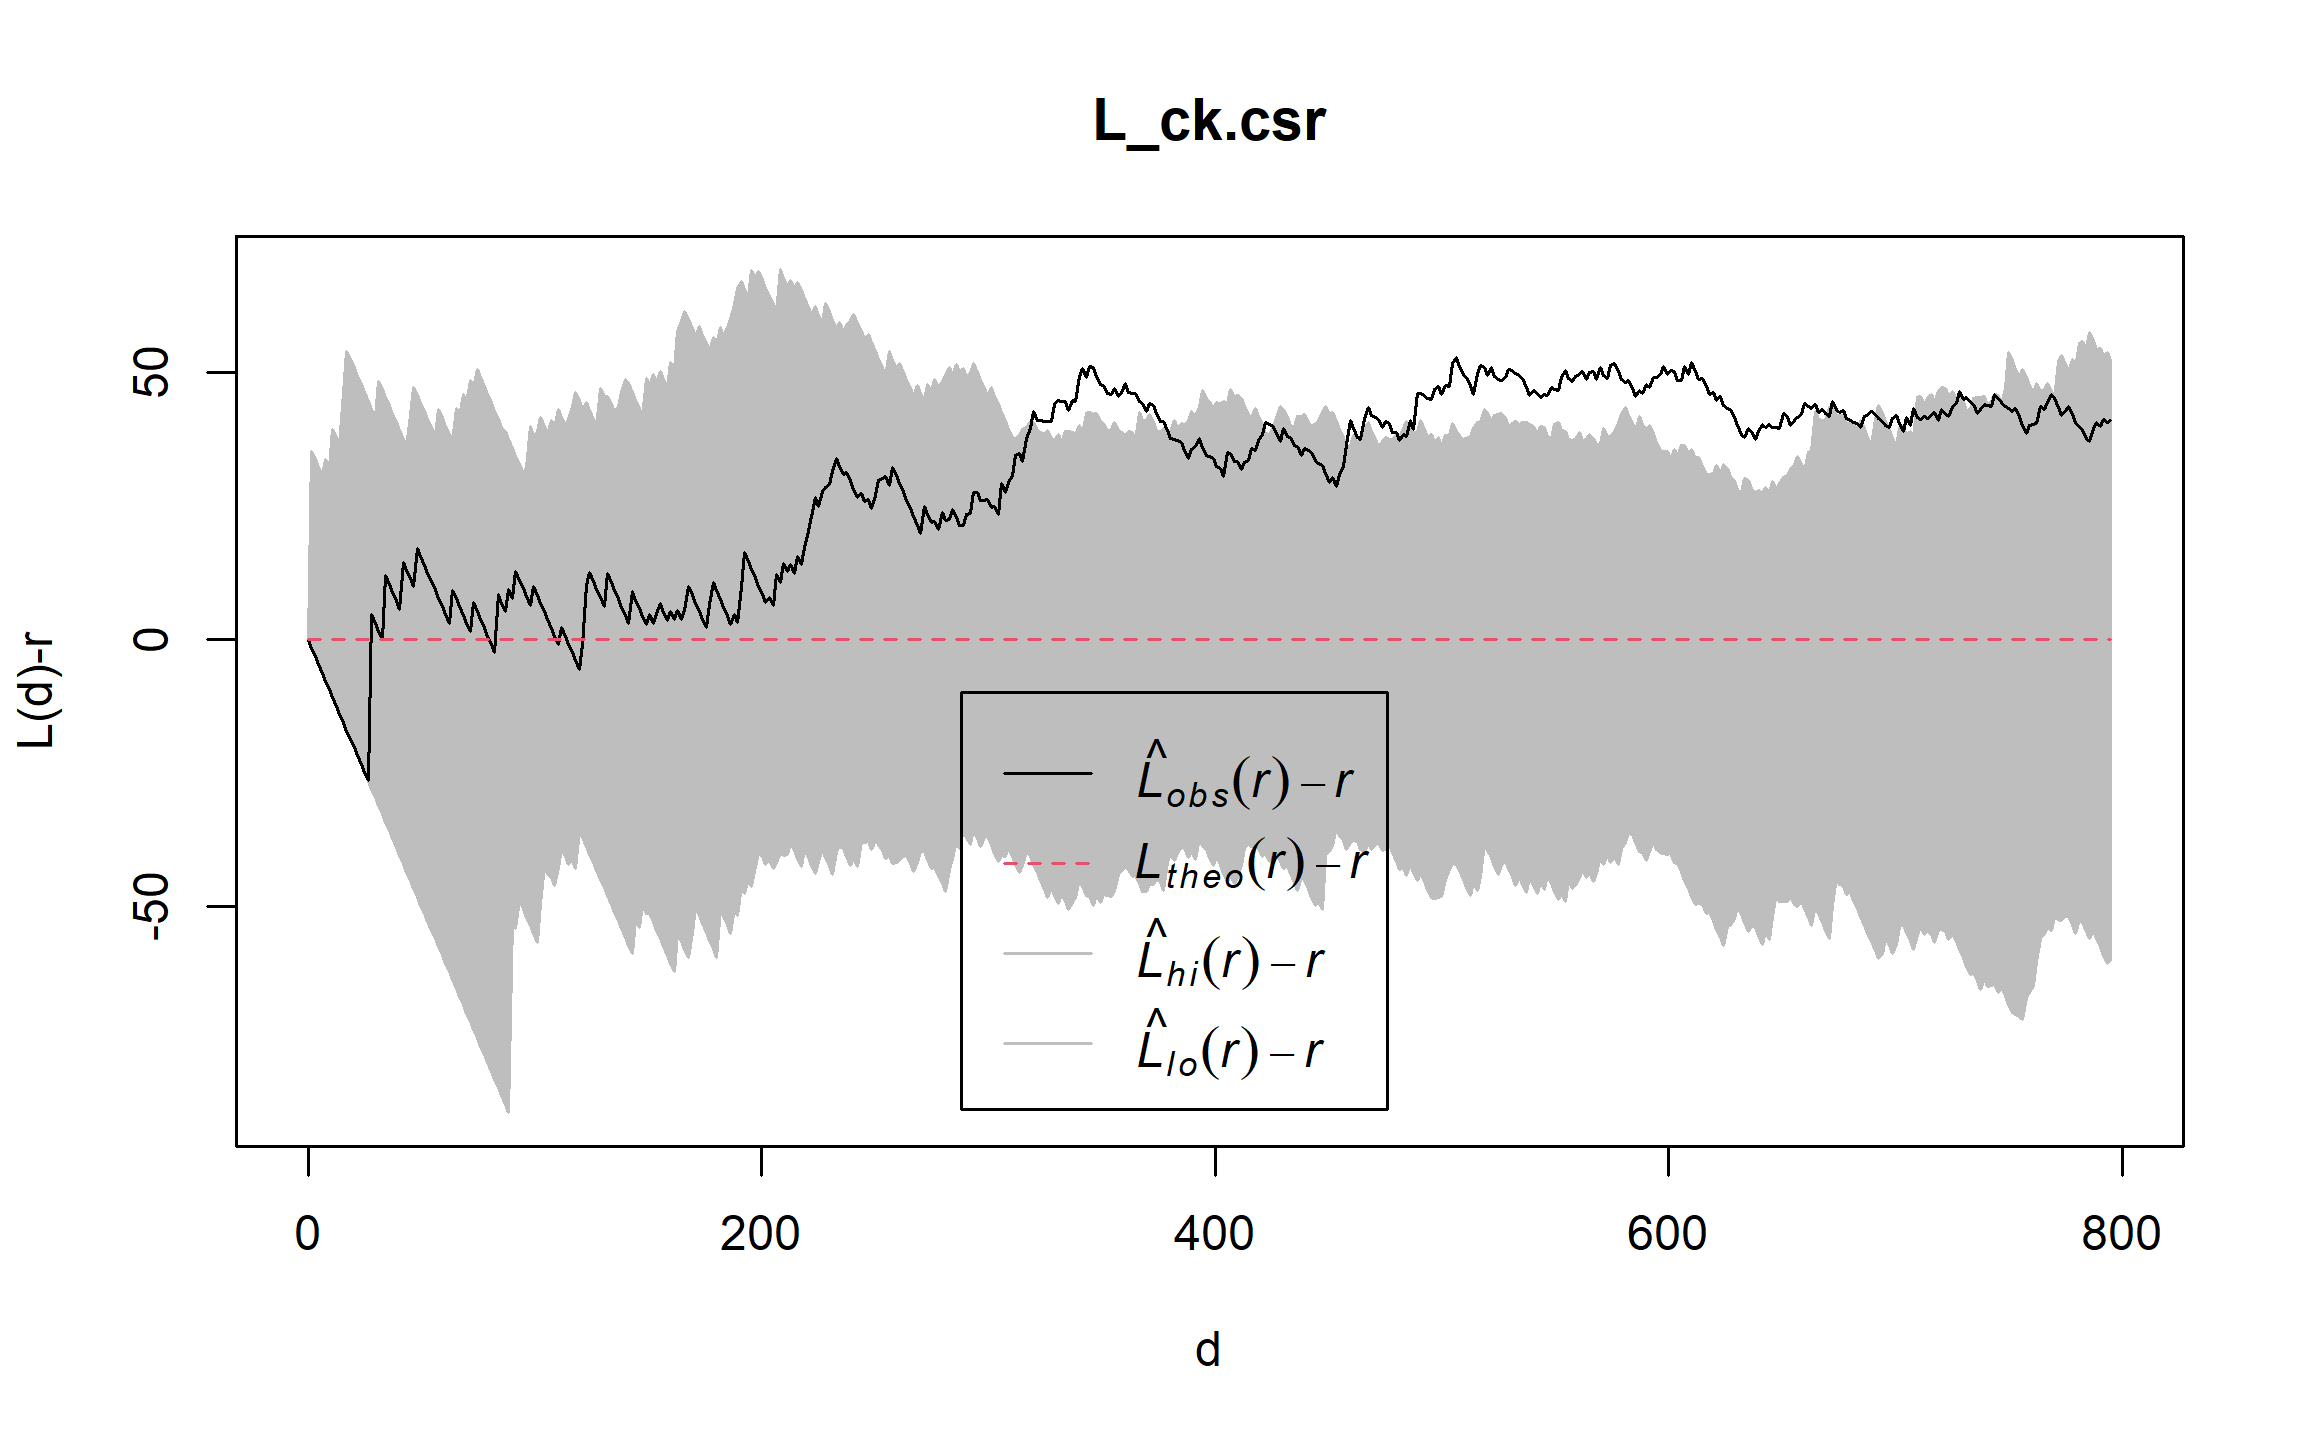 L_ck.csr
L(d)-r
50
0
-50
L̂obs(r) − r
Ltheo(r) − r
L̂hi(r) − r
L̂lo(r) − r
0 200 400 600 800
d